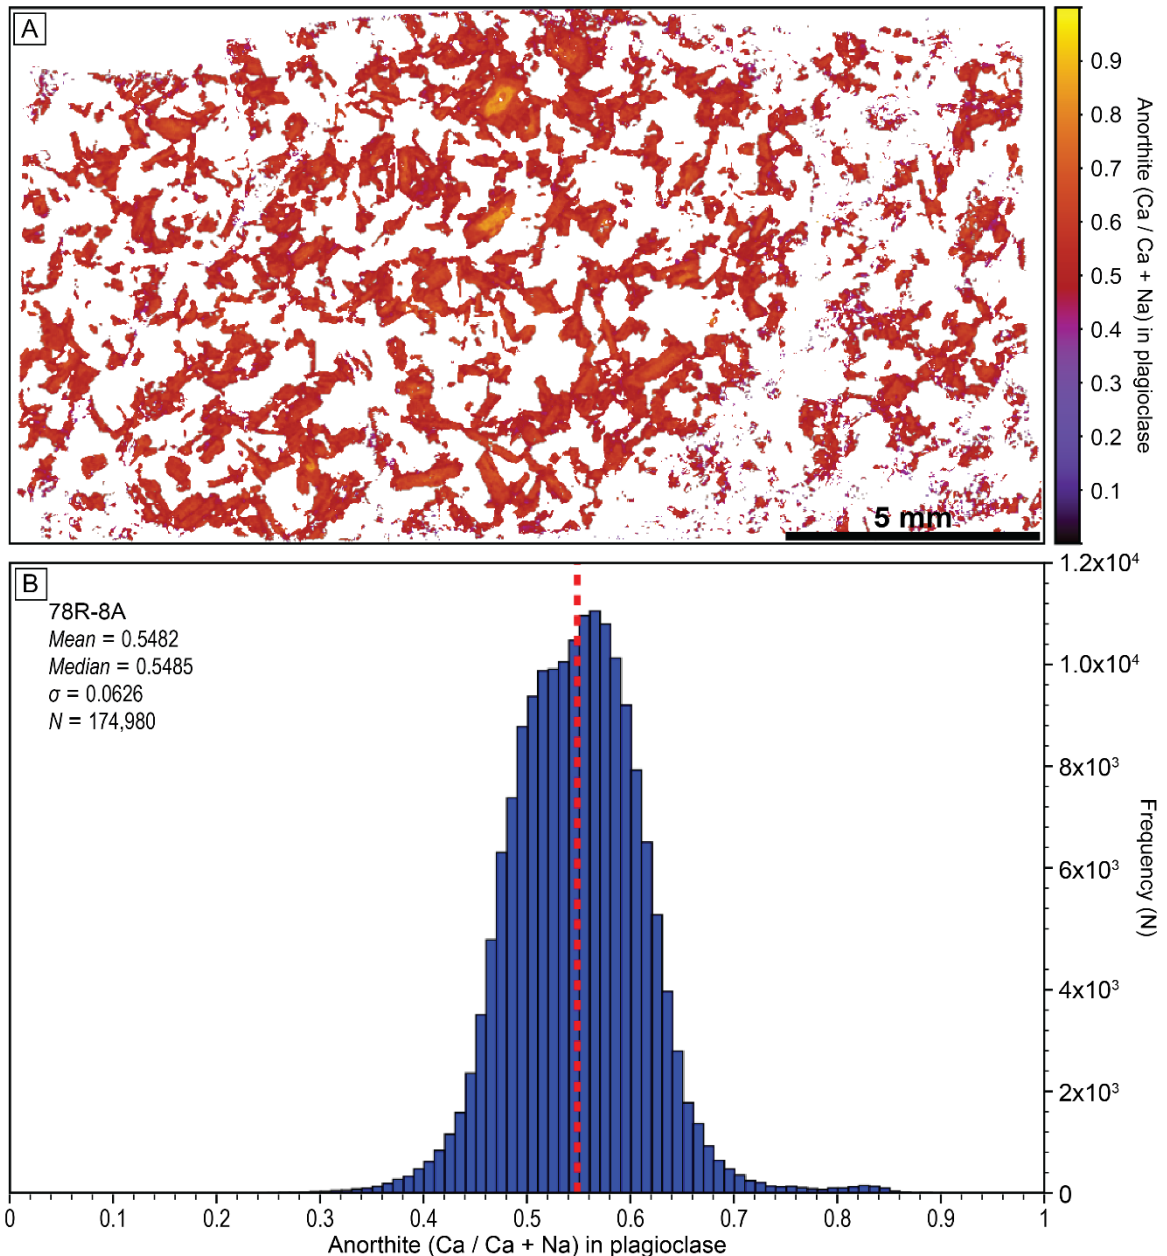 A
0.9
0.8
0.7
0.6
0.5
0.4
0.3
0.2
0.1
Anorthite (Ca / Ca + Na) in plagioclase
5 mm
B
78R-8A
Mean = 0.5482
Median = 0.5485
σ = 0.0626
N = 174,980
1.2x10⁴
1.0x10⁴
8x10³
6x10³
4x10³
2x10³
0
Frequency (N)
0 0.1 0.2 0.3 0.4 0.5 0.6 0.7 0.8 0.9 1
Anorthite (Ca / Ca + Na) in plagioclase